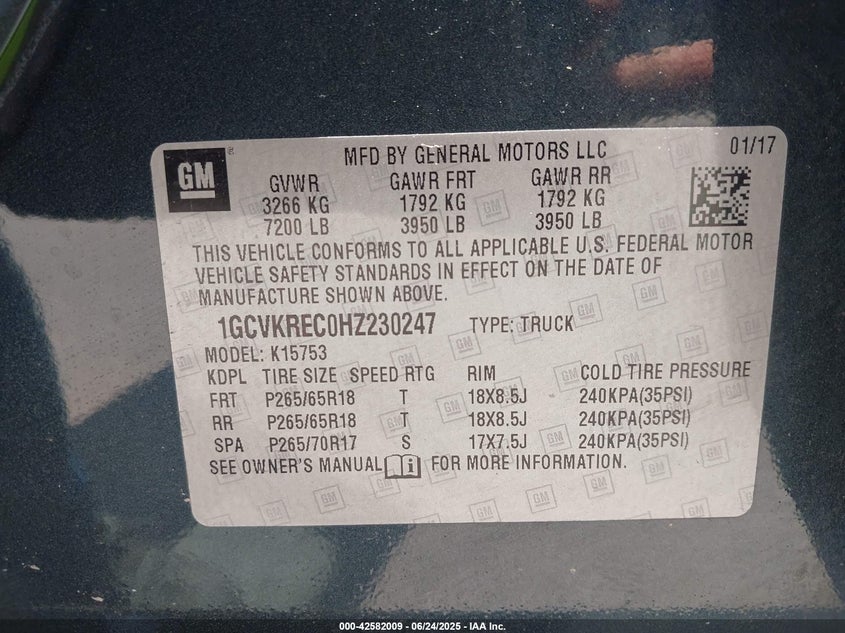 GM
MFD BY GENERAL MOTORS LLC 01/17
GVWR GAWR FRT GAWR RR
3266 KG 1792 KG 1792 KG
7200 LB 3950 LB 3950 LB
THIS VEHICLE CONFORMS TO ALL APPLICABLE U.S. FEDERAL MOTOR
VEHICLE SAFETY STANDARDS IN EFFECT ON THE DATE OF
MANUFACTURE SHOWN ABOVE.
1GCVKREC0HZ230247 TYPE: TRUCK
MODEL: K15753
KDPL TIRE SIZE SPEED RTG RIM COLD TIRE PRESSURE
FRT P265/65R18 T 18X8.5J 240KPA(35PSI)
RR P265/65R18 T 18X8.5J 240KPA(35PSI)
SPA P265/70R17 S 17X7.5J 240KPA(35PSI)
SEE OWNER'S MANUAL FOR MORE INFORMATION.
000-42582009 - 06/24/2025 - IAA Inc.